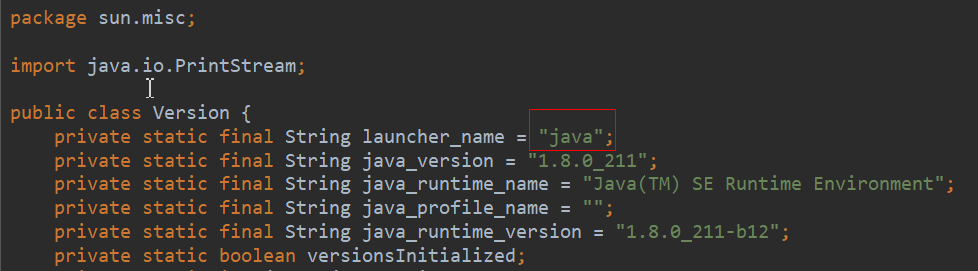 package sun.misc;
import java.io.PrintStream;
public class Version {
    private static final String launcher_name = "java";
    private static final String java_version = "1.8.0_211";
    private static final String java_runtime_name = "Java(TM) SE Runtime Environment";
    private static final String java_profile_name = "";
    private static final String java_runtime_version = "1.8.0_211-b12";
    private static boolean versionsInitialized;